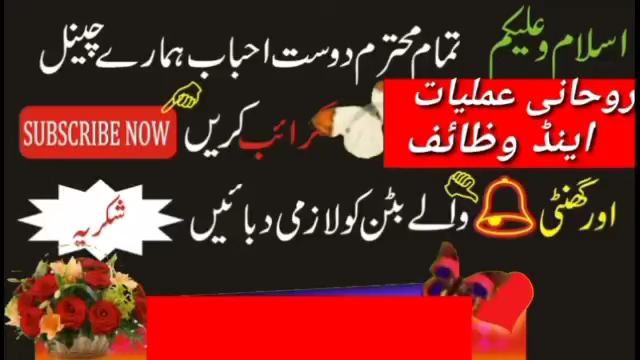 اسلام و علیکم تمام محترم دوست احباب ہمارے چینل
روحانی عملیات
اینڈ وظائف
کرائب کریں SUBSCRIBE NOW
اور گھنٹی والے بٹن کو لازمی دبائیں شکریہ